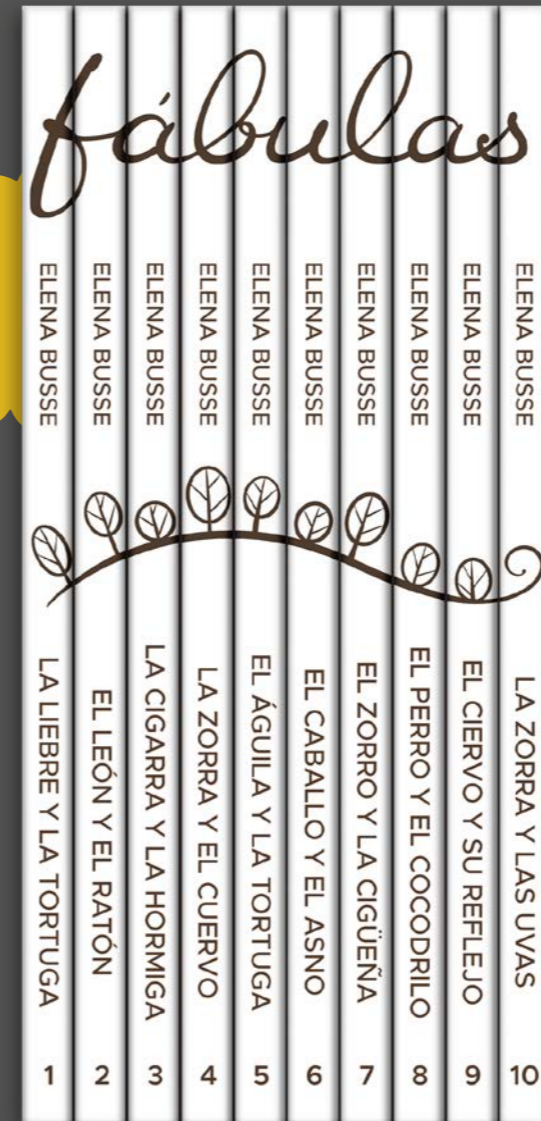 fábulas
ELENA BUSSE
LA LIEBRE Y LA TORTUGA
1
ELENA BUSSE
EL LEÓN Y EL RATÓN
2
ELENA BUSSE
LA CIGARRA Y LA HORMIGA
3
ELENA BUSSE
LA ZORRA Y EL CUERVO
4
ELENA BUSSE
EL ÁGUILA Y LA TORTUGA
5
ELENA BUSSE
EL CABALLO Y EL ASNO
6
ELENA BUSSE
EL ZORRO Y LA CIGÜEÑA
7
ELENA BUSSE
EL PERRO Y EL COCODRILO
8
ELENA BUSSE
EL CIERVO Y SU REFLEJO
9
ELENA BUSSE
LA ZORRA Y LAS UVAS
10